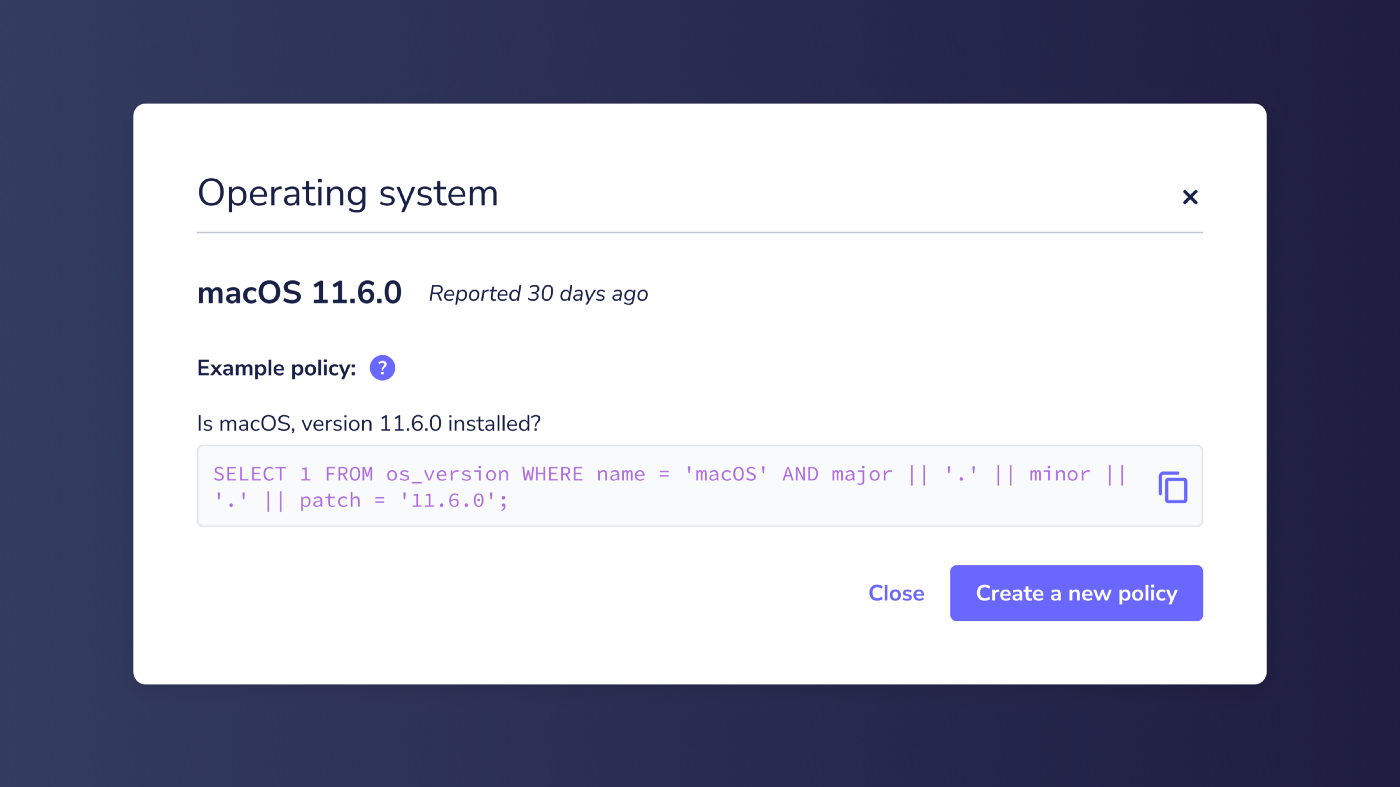 Operating system
macOS 11.6.0 Reported 30 days ago
Example policy: ?
Is macOS, version 11.6.0 installed?
SELECT 1 FROM os_version WHERE name = 'macOS' AND major || '.' || minor ||
'.' || patch = '11.6.0';
Close Create a new policy